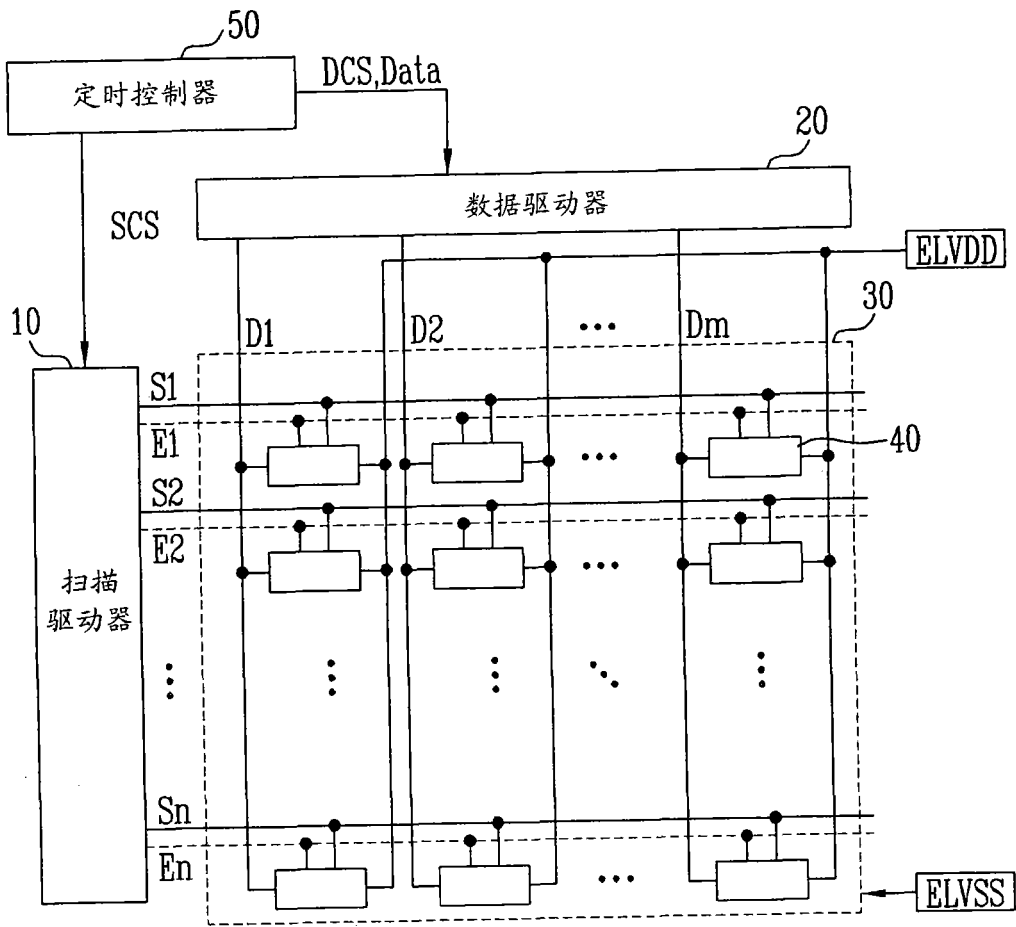 50
定时控制器
DCS,Data
20
数据驱动器
SCS
ELVDD
10
30
D1
D2
...
Dm
S1
E1
40
...
S2
E2
...
扫描
驱动器
Sn
En
...
ELVSS